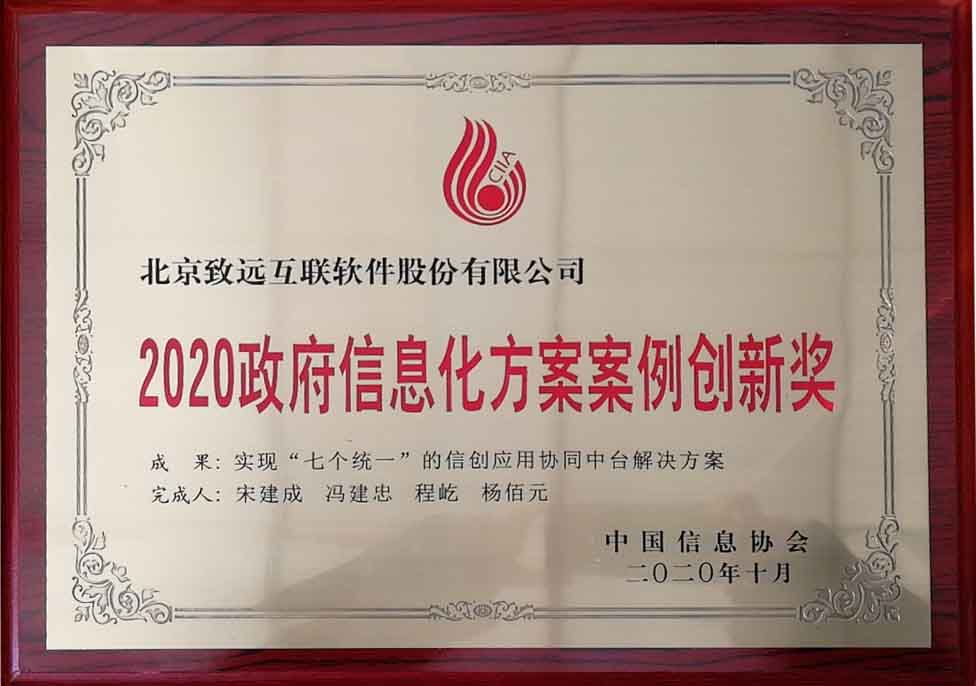 CIIA
北京致远互联软件股份有限公司
2020政府信息化方案案例创新奖
成 果：实现“七个统一”的信创应用协同中台解决方案
完成人：宋建成 冯建忠 程屹 杨佰元
中国信息协会
二〇二〇年十月